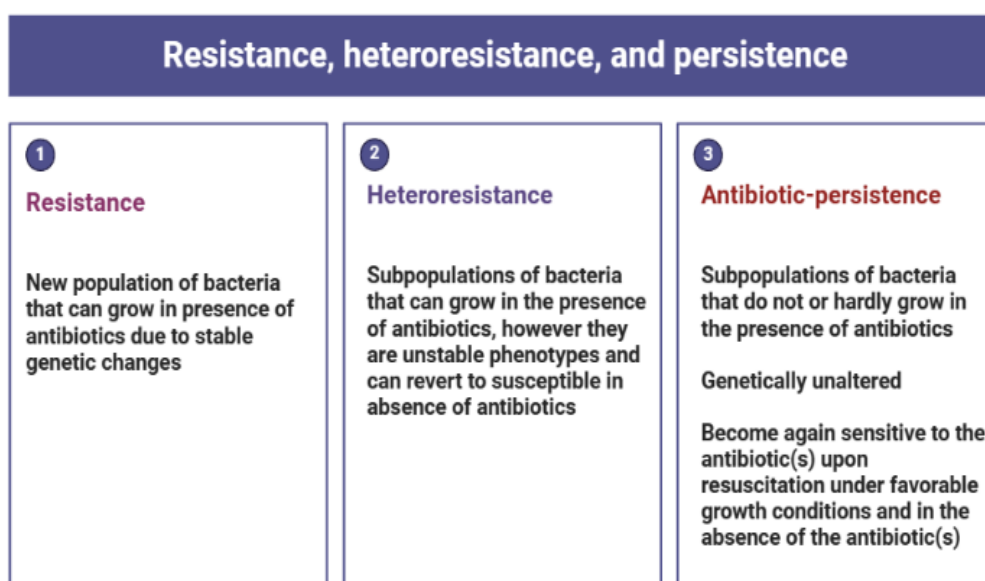 Resistance, heteroresistance, and persistence
1
Resistance
New population of bacteria
that can grow in presence of
antibiotics due to stable
genetic changes
2
Heteroresistance
Subpopulations of bacteria
that can grow in the presence
of antibiotics, however they
are unstable phenotypes and
can revert to susceptible in
absence of antibiotics
3
Antibiotic-persistence
Subpopulations of bacteria
that do not or hardly grow in
the presence of antibiotics
Genetically unaltered
Become again sensitive to the
antibiotic(s) upon
resuscitation under favorable
growth conditions and in the
absence of the antibiotic(s)